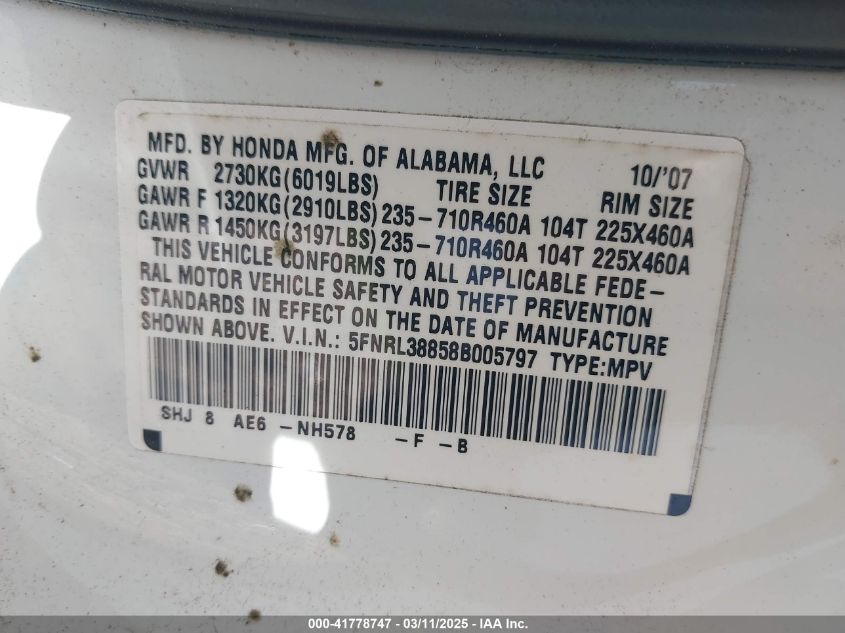 MFD. BY HONDA MFG. OF ALABAMA, LLC 10/'07
GVWR 2730KG(6019LBS) TIRE SIZE RIM SIZE
GAWR F 1320KG(2910LBS) 235-710R460A 104T 225X460A
GAWR R 1450KG(3197LBS) 235-710R460A 104T 225X460A
THIS VEHICLE CONFORMS TO ALL APPLICABLE FEDE-
RAL MOTOR VEHICLE SAFETY AND THEFT PREVENTION
STANDARDS IN EFFECT ON THE DATE OF MANUFACTURE
SHOWN ABOVE. V.I.N.: 5FNRL38858B005797 TYPE:MPV
SHJ 8 AE6 -NH578 -F -B
000-41778747 - 03/11/2025 - IAA Inc.